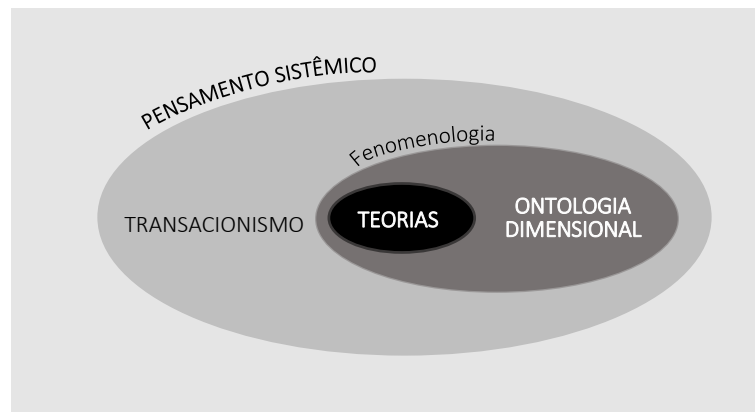 PENSAMENTO SISTÊMICO
Fenomenologia
TRANSACIONISMO
TEORIAS
ONTOLOGIA
DIMENSIONAL